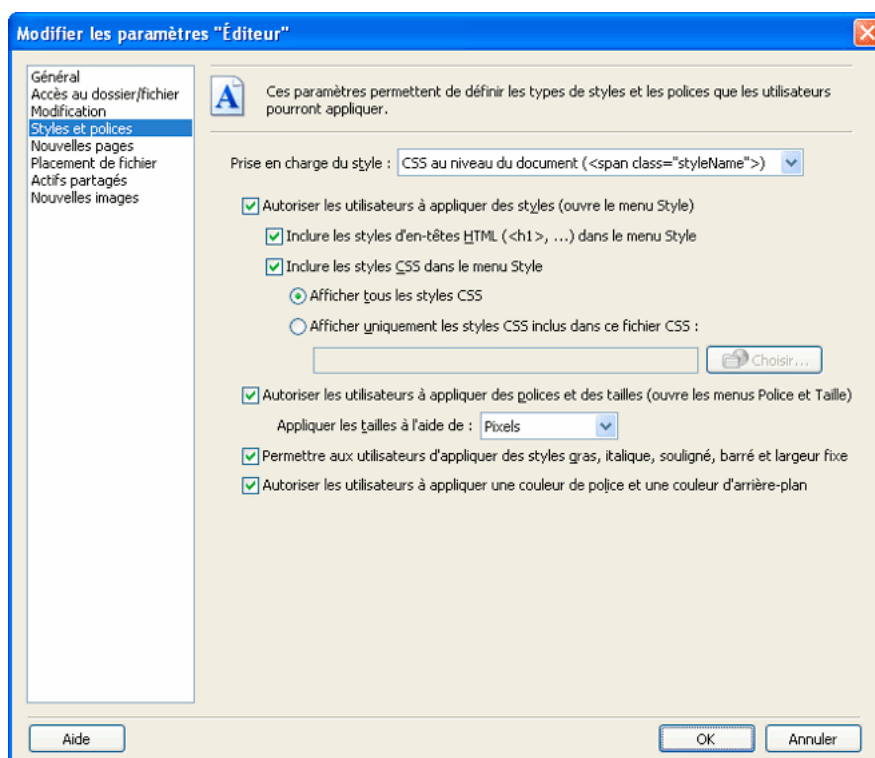 Modifier les paramètres "Éditeur"
Général
Accès au dossier/fichier
Modification
Styles et polices
Nouvelles pages
Placement de fichier
Actifs partagés
Nouvelles images
Ces paramètres permettent de définir les types de styles et les polices que les utilisateurs
pourront appliquer.
Prise en charge du style : CSS au niveau du document (<span class="styleName">)
Autoriser les utilisateurs à appliquer des styles (ouvre le menu Style)
Inclure les styles d'en-têtes HTML (<h1>, ...) dans le menu Style
Inclure les styles CSS dans le menu Style
Afficher tous les styles CSS
Afficher uniquement les styles CSS inclus dans ce fichier CSS :
Choisir...
Autoriser les utilisateurs à appliquer des polices et des tailles (ouvre les menus Police et Taille)
Appliquer les tailles à l'aide de : Pixels
Permettre aux utilisateurs d'appliquer des styles gras, italique, souligné, barré et largeur fixe
Autoriser les utilisateurs à appliquer une couleur de police et une couleur d'arrière-plan
Aide
OK
Annuler